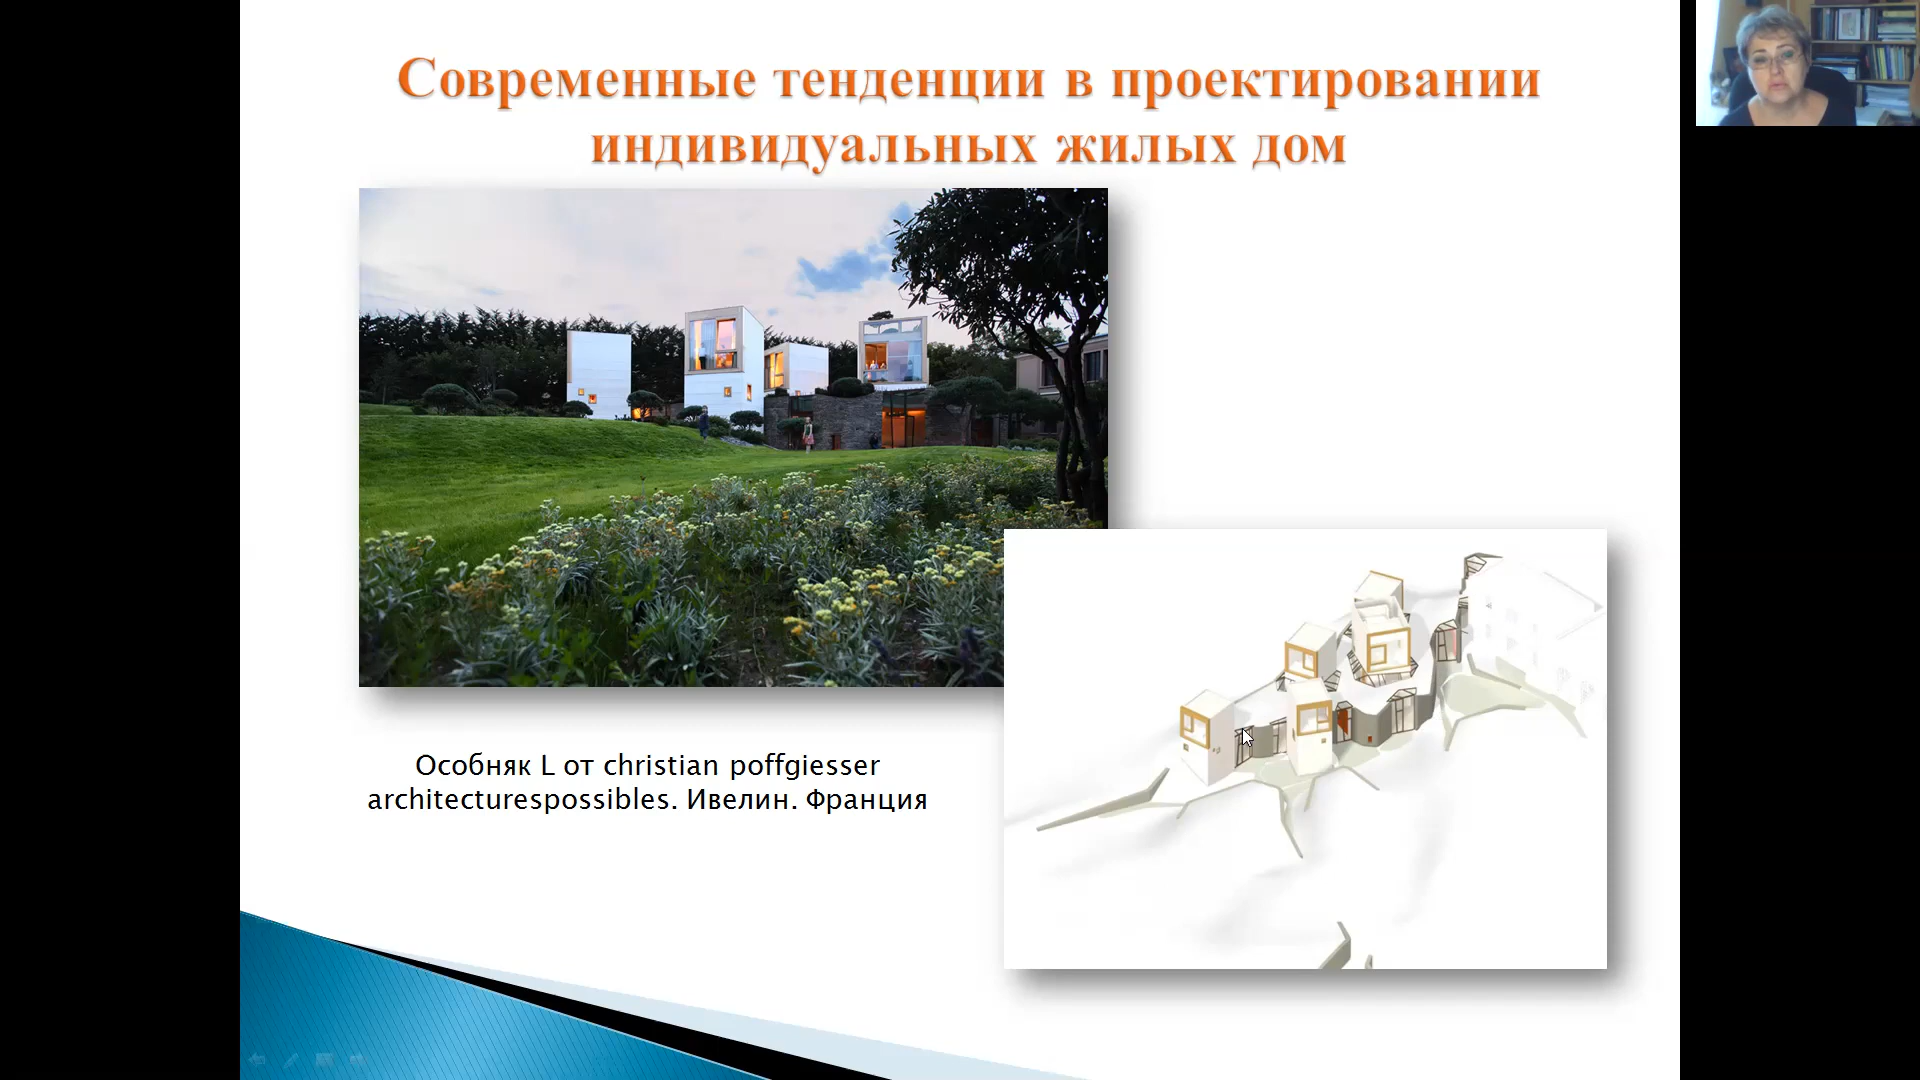 Современные тенденции в проектировании
индивидуальных жилых дом
Особняк L от christian poffgiesser
architecturespossibles. Ивелин. Франция